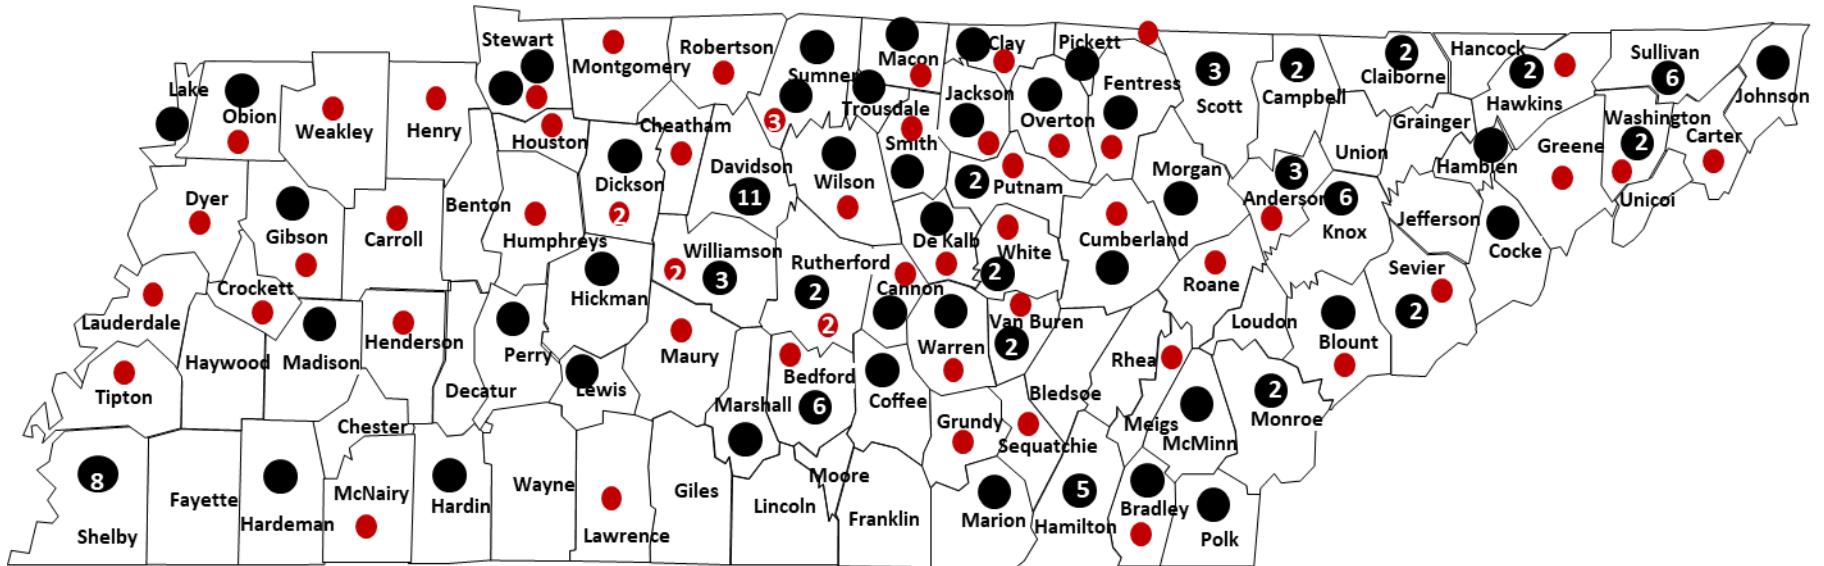 Stewart
Montgomery
Robertson
Sumner
Macon
Clay
Pickett
Fentress
3
Scott
2
Campbell
2
Claiborne
Hancock
2
Hawkins
Sullivan
6
Johnson
Lake
Obion
Weakley
Henry
Houston
Cheatham
3
Trousdale
Jackson
Overton
Smith
Grainger
Union
Hamblen
Greene
Washington
2
Carter
Unicoi
Dyer
Gibson
Carroll
Benton
Humphreys
Dickson
2
Davidson
11
Wilson
2
Putnam
Morgan
3
Anderson
6
Knox
Jefferson
Cocke
Crockett
Lauderdale
Hickman
Williamson
2
3
Rutherford
2
2
De Kalb
Cannon
White
2
Cumberland
Roane
Loudon
Sevier
2
Blount
Tipton
Haywood
Madison
Henderson
Decatur
Perry
Lewis
Maury
Marshall
Bedford
6
Coffee
Warren
Van Buren
2
Bledsoe
Rhea
Meigs
McMinn
2
Monroe
Grundy
Sequatchie
Chester
8
Shelby
Fayette
Hardeman
McNairy
Hardin
Wayne
Lawrence
Giles
Lincoln
Moore
Franklin
Marion
5
Hamilton
Bradley
Polk